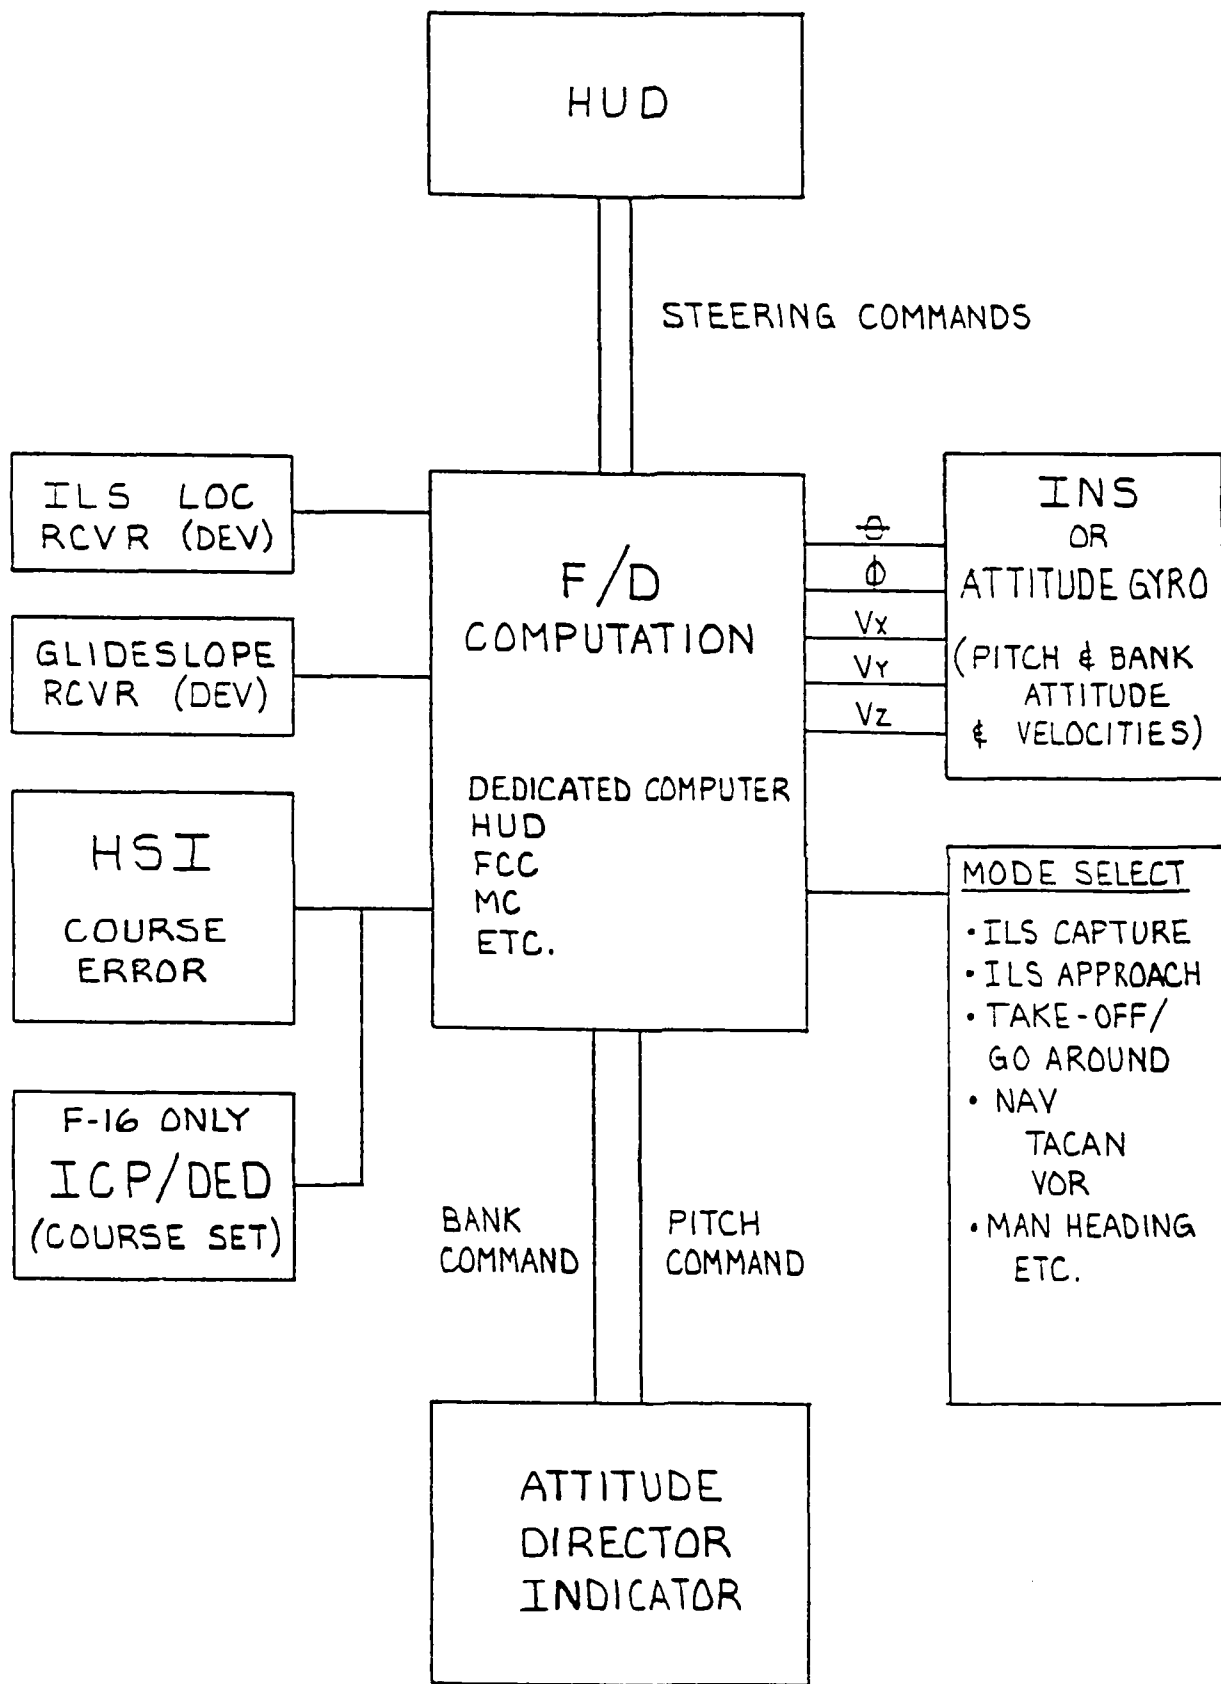 HUD
STEERING COMMANDS
ILS LOC
RCVR (DEV)
GLIDESLOPE
RCVR (DEV)
HSI
COURSE
ERROR
F-16 ONLY
ICP/DED
(COURSE SET)
F/D
COMPUTATION
DEDICATED COMPUTER
HUD
FCC
MC
ETC.
θ
ϕ
VX
VY
VZ
INS
OR
ATTITUDE GYRO
(PITCH & BANK
ATTITUDE
& VELOCITIES)
MODE SELECT
• ILS CAPTURE
• ILS APPROACH
• TAKE-OFF/
GO AROUND
• NAV
TACAN
VOR
• MAN HEADING
ETC.
BANK
COMMAND
PITCH
COMMAND
ATTITUDE
DIRECTOR
INDICATOR